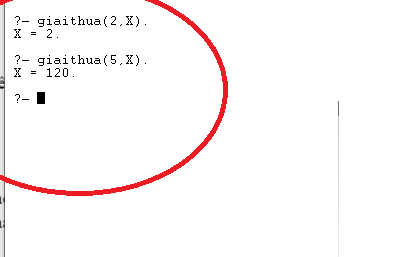 ?- giaithua(2,X).
X = 2.
?- giaithua(5,X).
X = 120.
?-